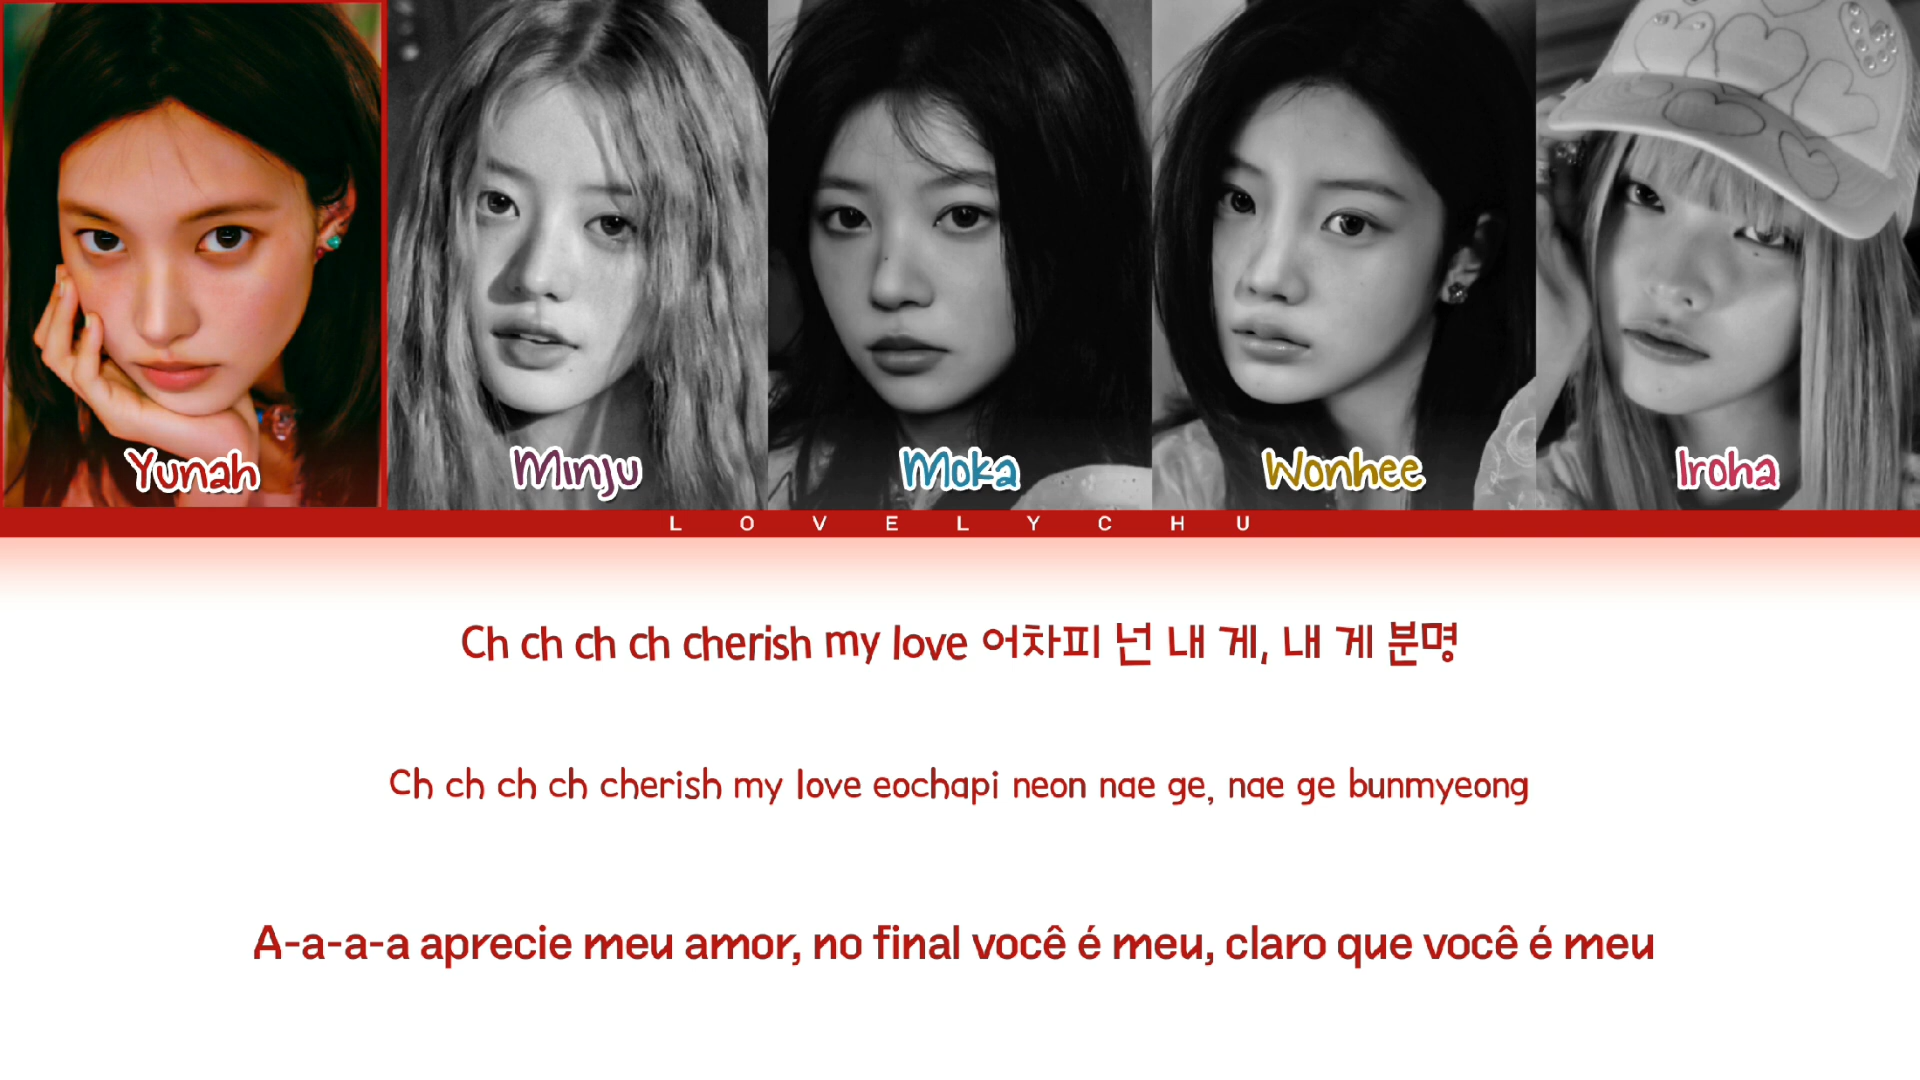 Yunah
Minju
Moka
Wonhee
Iroha
LOVELYCHU
Ch ch ch ch cherish my love 어차피 넌 내 게, 내 게 분명
Ch ch ch ch cherish my love eochapi neon nae ge, nae ge bunmyeong
A-a-a-a aprecie meu amor, no final você é meu, claro que você é meu